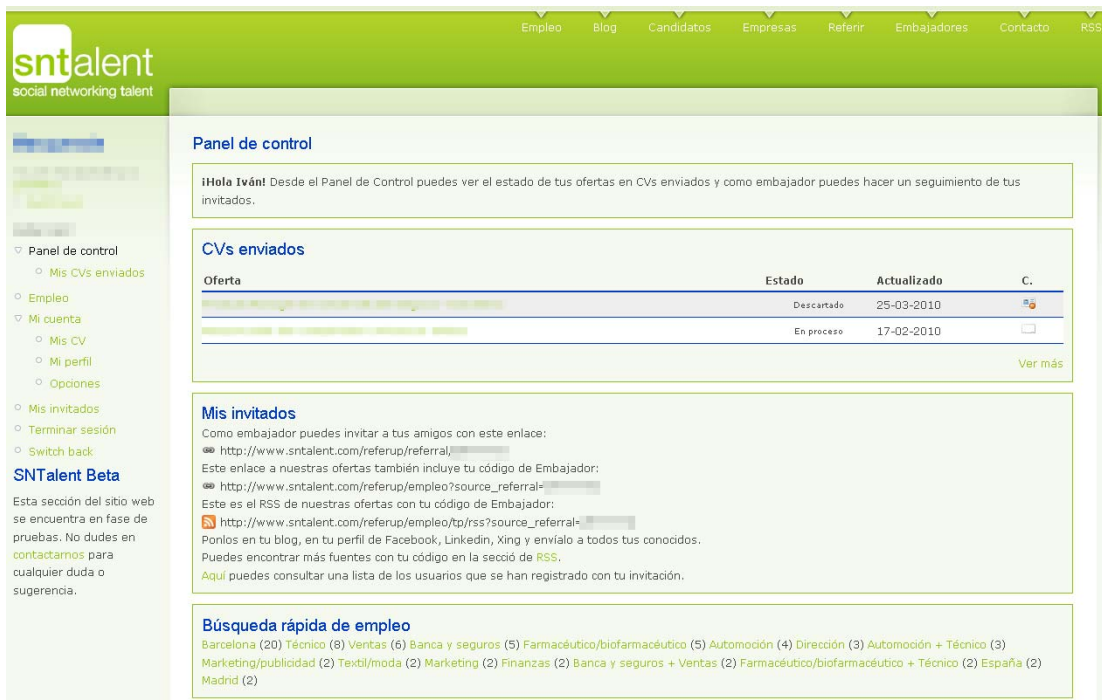 Empleo Blog Candidatos Empresas Referir Embajadores Contacto RSS
sntalent
social networking talent
Panel de control
Mis CVs enviados
Empleo
Mi cuenta
Mis CV
Mi perfil
Opciones
Mis invitados
Terminar sesión
Switch back
SNTalent Beta
Esta sección del sitio web
se encuentra en fase de
pruebas. No dudes en
contactarnos para
cualquier duda o
sugerencia.
Panel de control
¡Hola Iván! Desde el Panel de Control puedes ver el estado de tus ofertas en CVs enviados y como embajador puedes hacer un seguimiento de tus
invitados.
CVs enviados
Oferta Estado Actualizado C.
Descartado 25-03-2010
En proceso 17-02-2010
Ver más
Mis invitados
Como embajador puedes invitar a tus amigos con este enlace:
http://www.sntalent.com/referup/referral,
Este enlace a nuestras ofertas también incluye tu código de Embajador:
http://www.sntalent.com/referup/empleo?source_referral=
Este es el RSS de nuestras ofertas con tu código de Embajador:
http://www.sntalent.com/referup/empleo/tp/rss?source_referral=
Ponlos en tu blog, en tu perfil de Facebook, Linkedin, Xing y envíalo a todos tus conocidos.
Puedes encontrar más fuentes con tu código en la secció de RSS.
Aquí puedes consultar una lista de los usuarios que se han registrado con tu invitación.
Búsqueda rápida de empleo
Barcelona (20) Técnico (8) Ventas (6) Banca y seguros (5) Farmacéutico/biofarmacéutico (5) Automoción (4) Dirección (3) Automoción + Técnico (3)
Marketing/publicidad (2) Textil/moda (2) Marketing (2) Finanzas (2) Banca y seguros + Ventas (2) Farmacéutico/biofarmacéutico + Técnico (2) España (2)
Madrid (2)